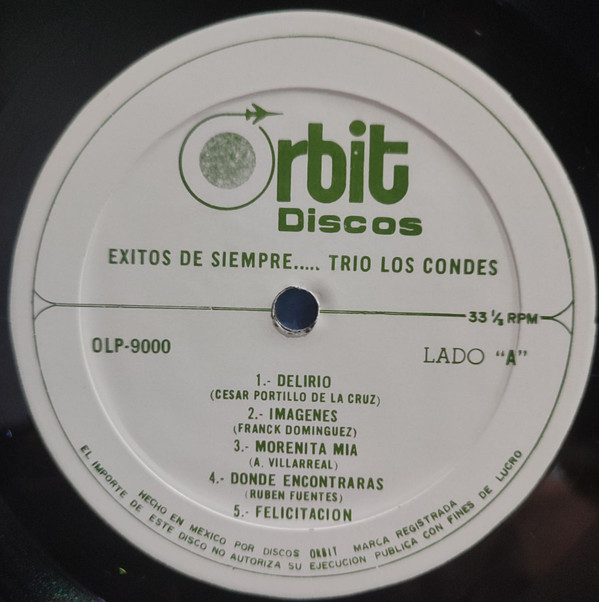 Orbit
Discos
EXITOS DE SIEMPRE..... TRIO LOS CONDES
33 ⅓ RPM
OLP-9000
LADO "A"
1.- DELIRIO
(CESAR PORTILLO DE LA CRUZ)
2.- IMAGENES
(FRANCK DOMINGUEZ)
3.- MORENITA MIA
(A. VILLARREAL)
4.- DONDE ENCONTRARAS
(RUBEN FUENTES)
5.- FELICITACION
HECHO EN MEXICO POR DISCOS ORBIT MARCA REGISTRADA
EL IMPORTE DE ESTE DISCO NO AUTORIZA SU EJECUCION PUBLICA CON FINES DE LUCRO